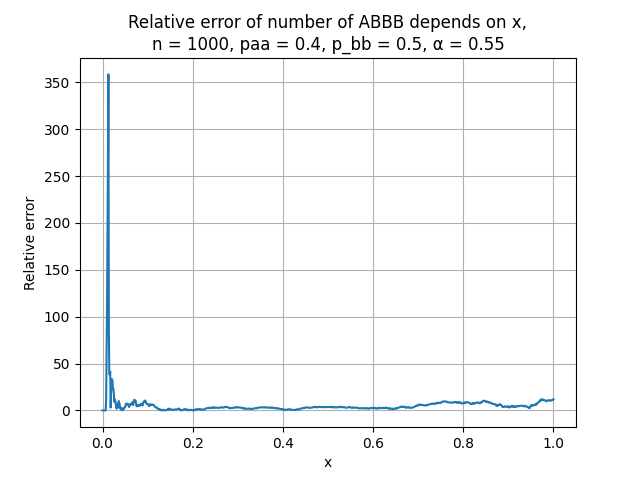 Relative error of number of ABBB depends on x,
n = 1000, paa = 0.4, p_bb = 0.5, α = 0.55
350
300
250
200
150
100
50
0
Relative error
0.0 0.2 0.4 0.6 0.8 1.0
x